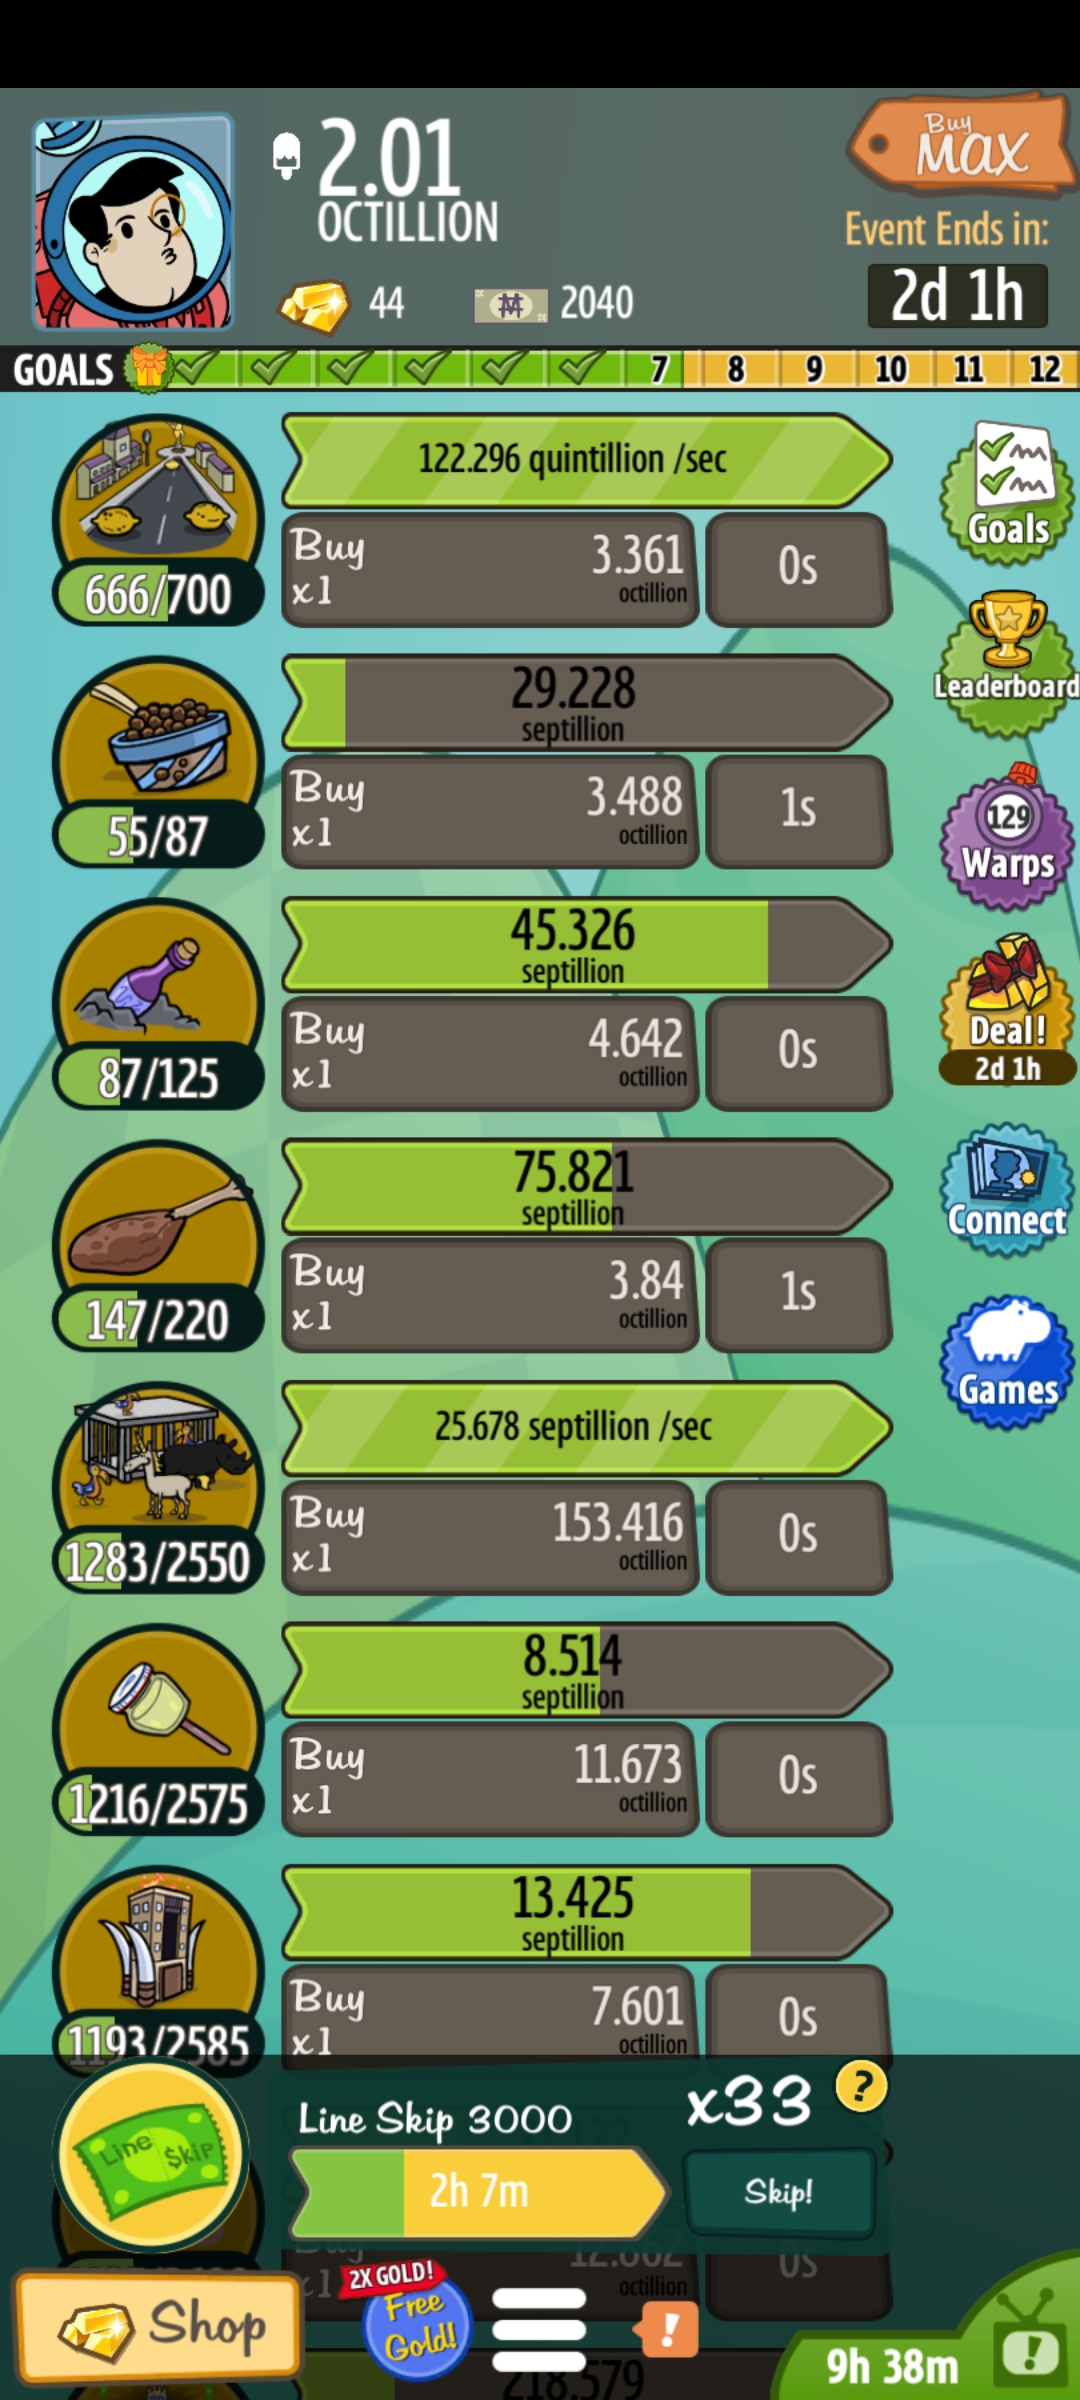 2.01
OCTILLION
Buy
MAX
Event Ends in:
2d 1h
44
2040
GOALS 7 8 9 10 11 12
122.296 quintillion /sec
Buy
x1
3.361
octillion
0s
666/700
Goals
Leaderboard
29.228
septillion
Buy
x1
3.488
octillion
1s
55/87
129
Warps
45.326
septillion
Buy
x1
4.642
octillion
0s
87/125
Deal!
2d 1h
75.821
septillion
Buy
x1
3.84
octillion
1s
147/220
Connect
Games
25.678 septillion /sec
Buy
x1
153.416
octillion
0s
1283/2550
8.514
septillion
Buy
x1
11.673
octillion
0s
1216/2575
13.425
septillion
Buy
x1
7.601
octillion
0s
1193/2585
Line Skip
Line Skip 3000
x33
?
2h 7m
Skip!
Buy
x1
octillion
0s
Shop
2X GOLD!
Free
Gold!
!
9h 38m
!
218.579